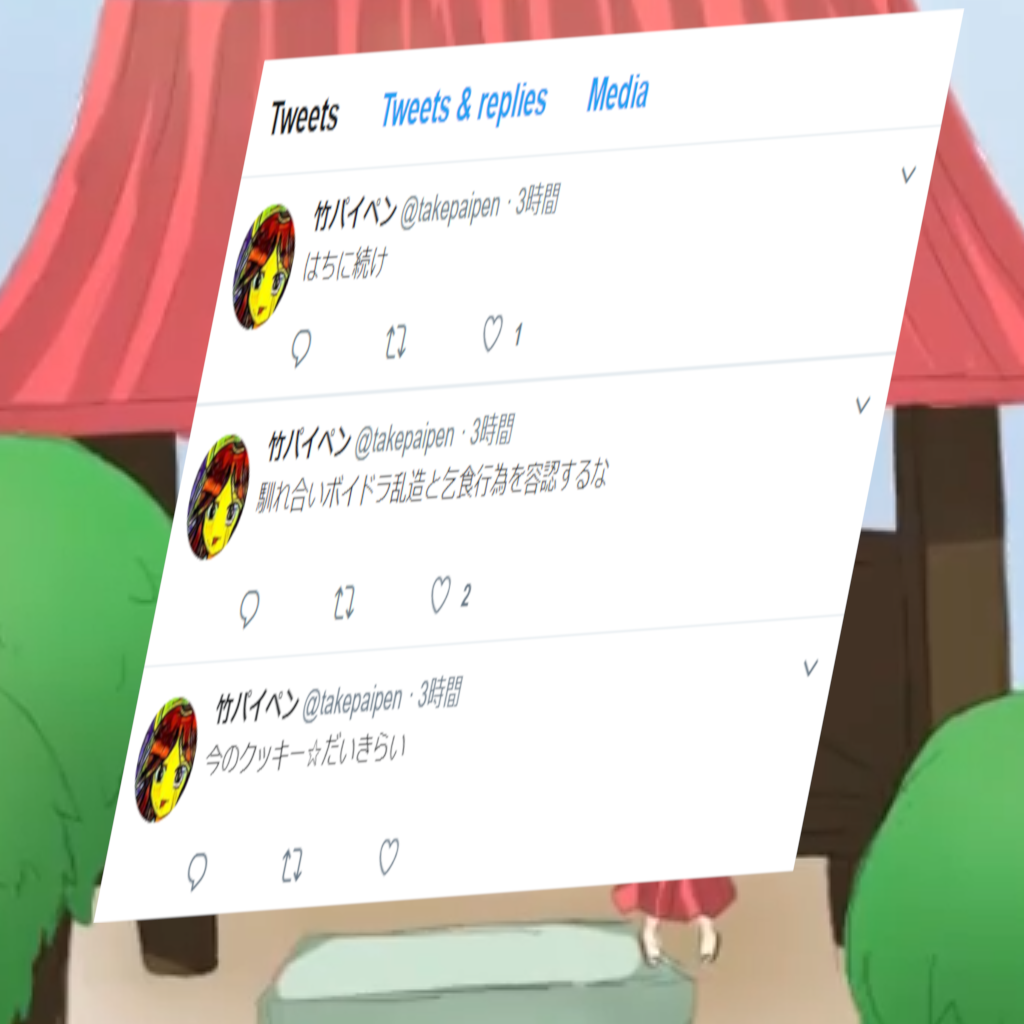 Tweets Tweets & replies Media
竹パイペン @takepaipen · 3時間
はちに続け
1
竹パイペン @takepaipen · 3時間
馴れ合いボイドラ乱造と乞食行為を容認するな
2
竹パイペン @takepaipen · 3時間
今のクッキー☆だいきらい